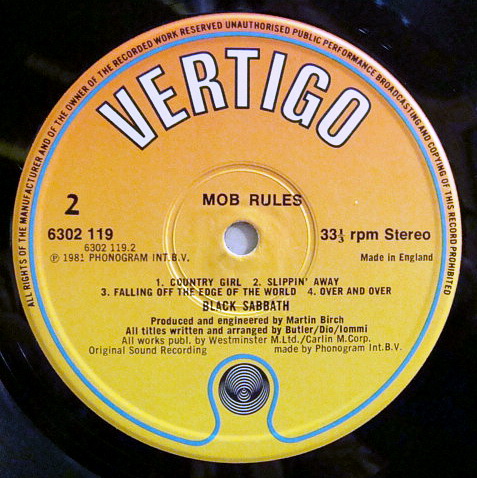 ALL RIGHTS OF THE MANUFACTURER AND OF THE OWNER OF THE RECORDED WORK RESERVED UNAUTHORISED PUBLIC PERFORMANCE BROADCASTING AND COPYING OF THIS RECORD PROHIBITED
VERTIGO
2
MOB RULES
6302 119
33⅓ rpm Stereo
6302 119.2
℗ 1981 PHONOGRAM INT.B.V.
Made in England
1. COUNTRY GIRL 2. SLIPPIN' AWAY
3. FALLING OFF THE EDGE OF THE WORLD 4. OVER AND OVER
BLACK SABBATH
Produced and engineered by Martin Birch
All titles written and arranged by Butler/Dio/Iommi
All works publ. by Westminster M.Ltd./Carlin M.Corp.
Original Sound Recording made by Phonogram Int.B.V.